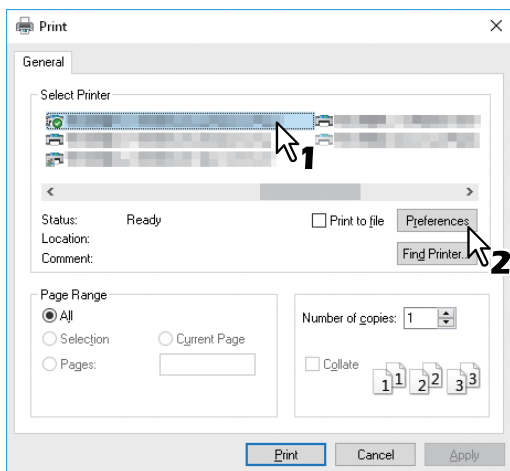 Print
General
Select Printer
1
Status: Ready
Print to file
Preferences
Location:
Comment:
Find Printer...
2
Page Range
All
Selection
Current Page
Pages:
Number of copies: 1
Collate
1 1 2 2 3 3
Print Cancel Apply